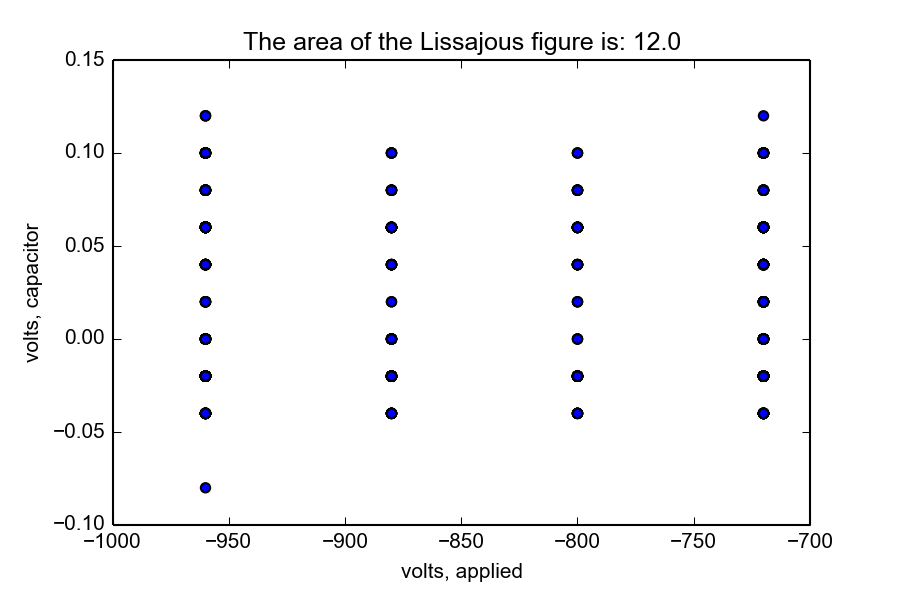 The area of the Lissajous figure is: 12.0
0.15
0.10
0.05
0.00
−0.05
−0.10
volts, capacitor
−1000 −950 −900 −850 −800 −750 −700
volts, applied